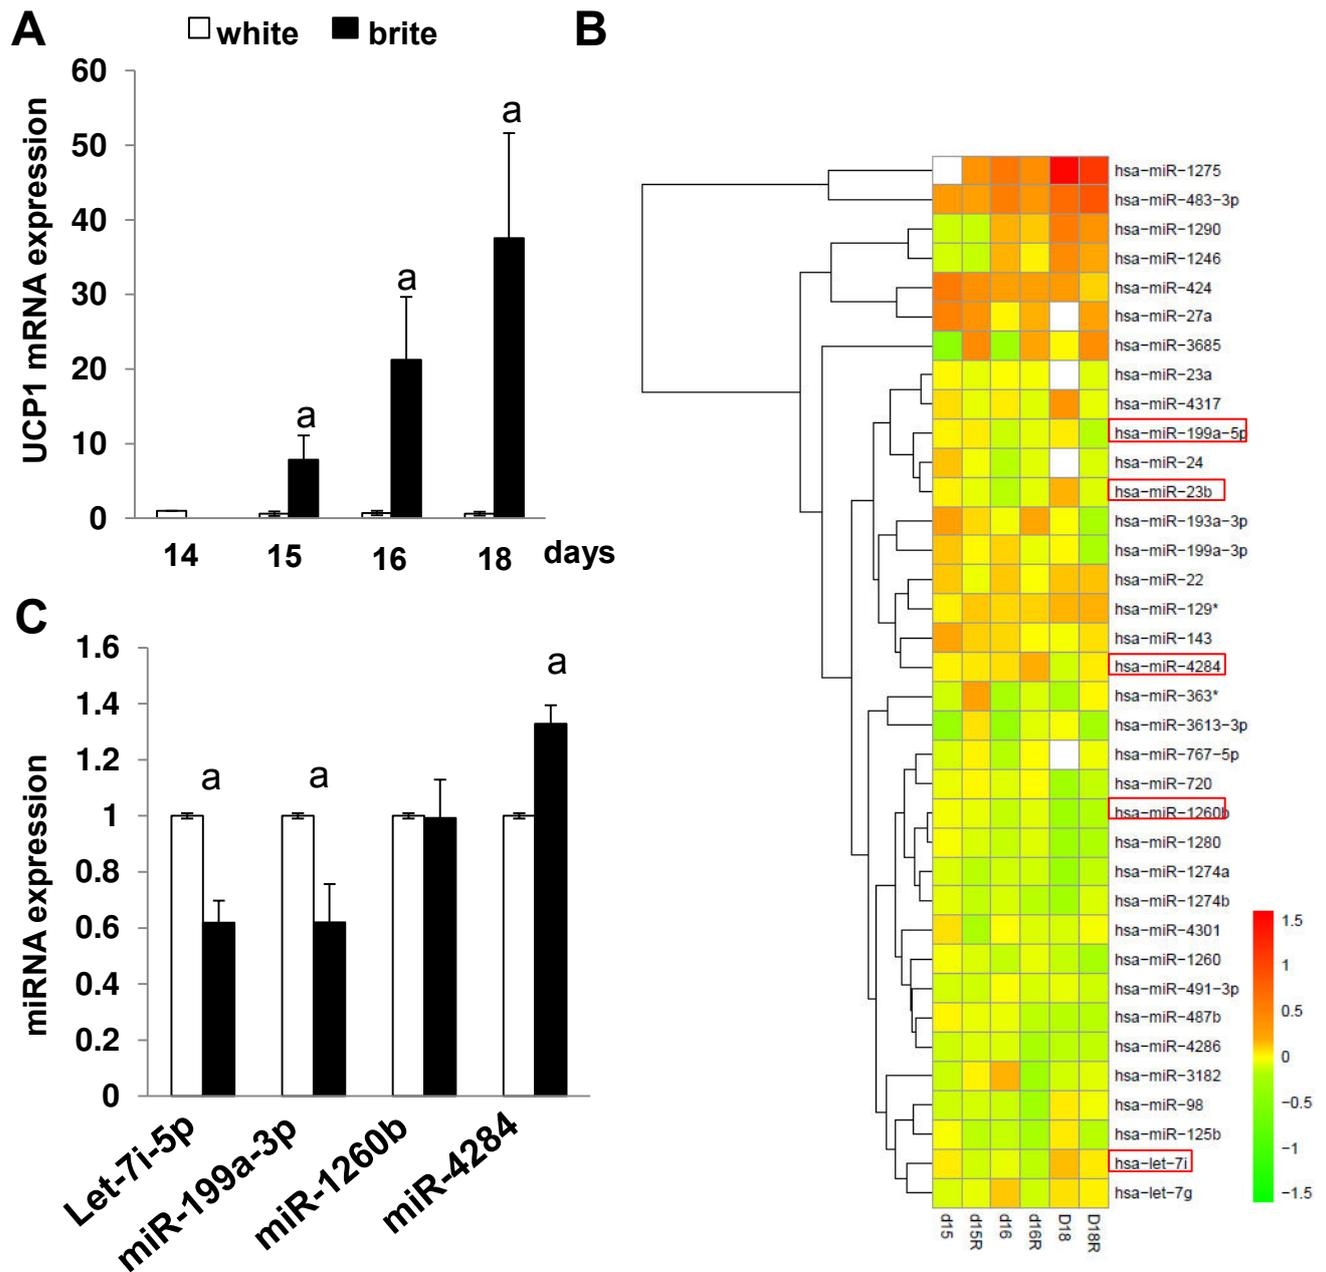 A
white brite
UCP1 mRNA expression
60
50
40
30
20
10
0
a
a
a
14 15 16 18 days
B
hsa-miR-1275
hsa-miR-483-3p
hsa-miR-1290
hsa-miR-1246
hsa-miR-424
hsa-miR-27a
hsa-miR-3685
hsa-miR-23a
hsa-miR-4317
hsa-miR-199a-5p
hsa-miR-24
hsa-miR-23b
hsa-miR-193a-3p
hsa-miR-199a-3p
hsa-miR-22
hsa-miR-129*
hsa-miR-143
hsa-miR-4284
hsa-miR-363*
hsa-miR-3613-3p
hsa-miR-767-5p
hsa-miR-720
hsa-miR-1260b
hsa-miR-1280
hsa-miR-1274a
hsa-miR-1274b
hsa-miR-4301
hsa-miR-1260
hsa-miR-491-3p
hsa-miR-487b
hsa-miR-4286
hsa-miR-3182
hsa-miR-98
hsa-miR-125b
hsa-let-7i
hsa-let-7g
d15 d15R d16 d16R D18 D18R
1.5
1
0.5
0
-0.5
-1
-1.5
C
miRNA expression
1.6
1.4
1.2
1
0.8
0.6
0.4
0.2
0
a
a
a
Let-7i-5p
miR-199a-3p
miR-1260b
miR-4284